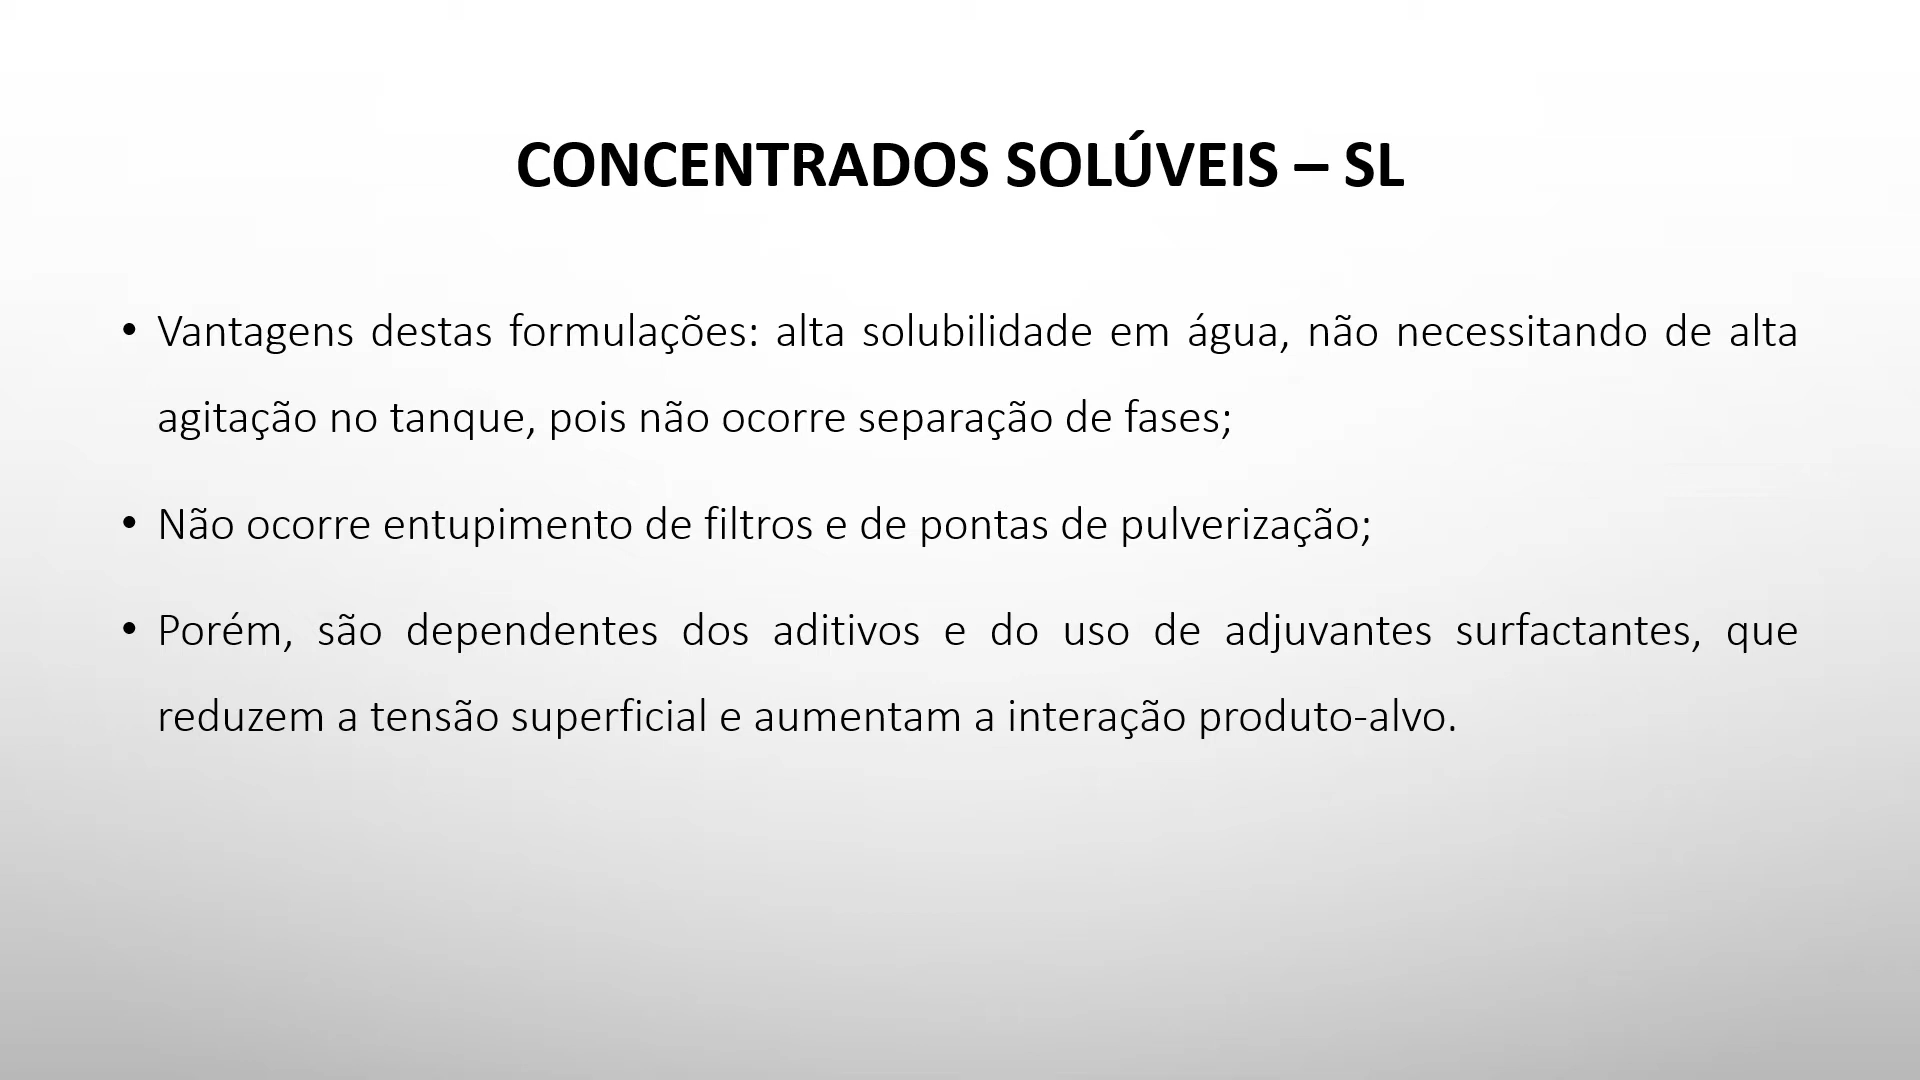 CONCENTRADOS SOLÚVEIS – SL
• Vantagens destas formulações: alta solubilidade em água, não necessitando de alta
agitação no tanque, pois não ocorre separação de fases;
• Não ocorre entupimento de filtros e de pontas de pulverização;
• Porém, são dependentes dos aditivos e do uso de adjuvantes surfactantes, que
reduzem a tensão superficial e aumentam a interação produto-alvo.